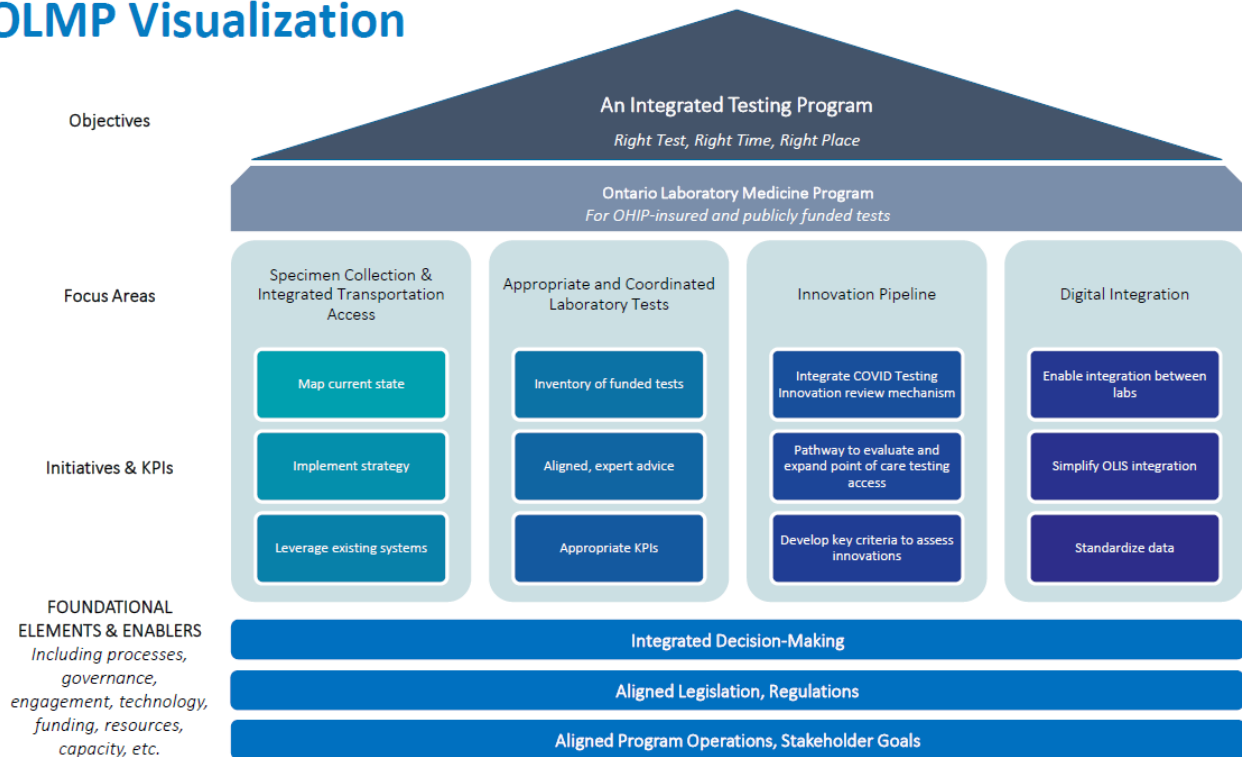 OLMP Visualization
Objectives
An Integrated Testing Program
Right Test, Right Time, Right Place
Ontario Laboratory Medicine Program
For OHIP-insured and publicly funded tests
Focus Areas
Specimen Collection &
Integrated Transportation
Access
Appropriate and Coordinated
Laboratory Tests
Innovation Pipeline
Digital Integration
Initiatives & KPIs
Map current state
Inventory of funded tests
Integrate COVID Testing
Innovation review mechanism
Enable integration between
labs
Implement strategy
Aligned, expert advice
Pathway to evaluate and
expand point of care testing
access
Simplify OLIS integration
Leverage existing systems
Appropriate KPIs
Develop key criteria to assess
innovations
Standardize data
FOUNDATIONAL
ELEMENTS & ENABLERS
Including processes,
governance,
engagement, technology,
funding, resources,
capacity, etc.
Integrated Decision-Making
Aligned Legislation, Regulations
Aligned Program Operations, Stakeholder Goals